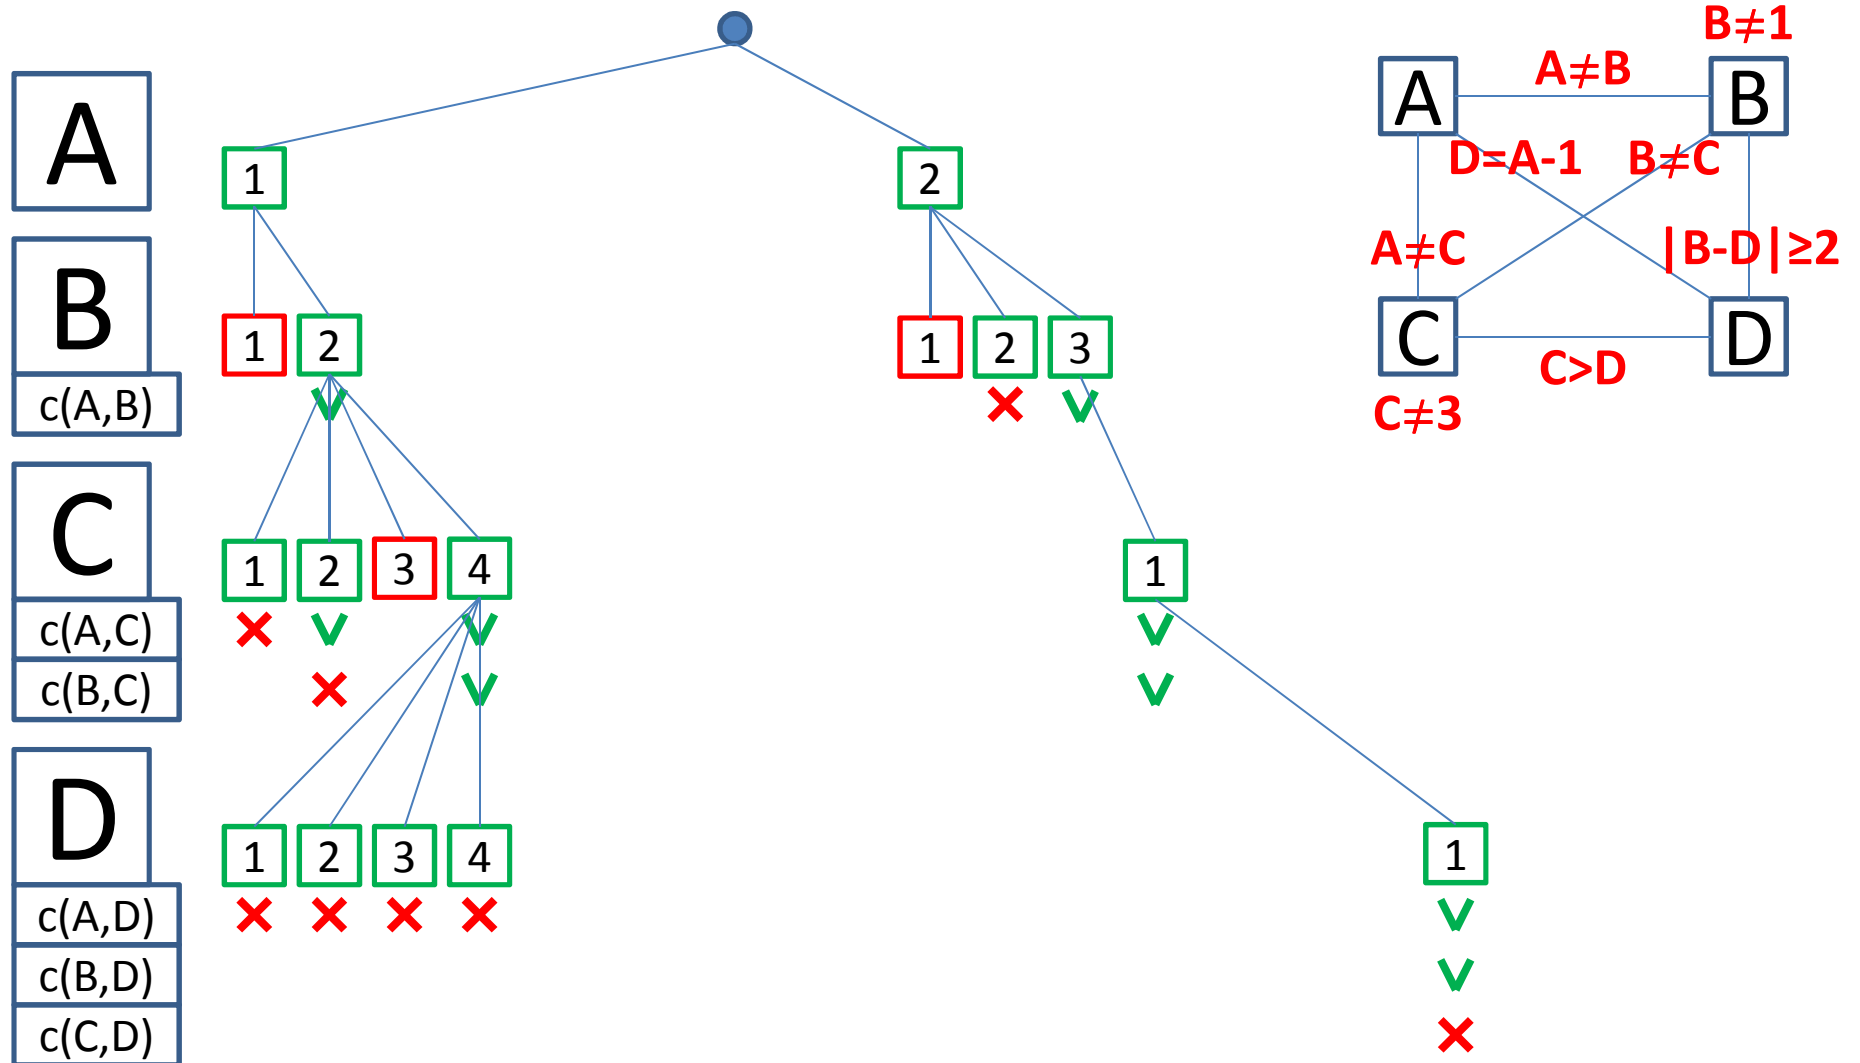 A
B
c(A,B)
C
c(A,C)
c(B,C)
D
c(A,D)
c(B,D)
c(C,D)
1 2
1 2 1 2 3
1 2 3 4 1
1 2 3 4 1
B≠1
A A≠B B
D=A-1 B≠C
A≠C |B-D|≥2
C C>D D
C≠3